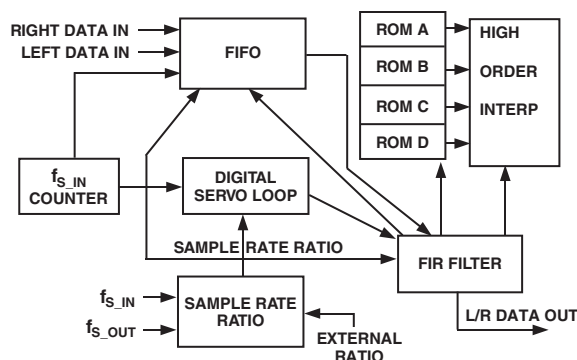 RIGHT DATA IN
LEFT DATA IN
FIFO
ROM A
ROM B
ROM C
ROM D
HIGH
ORDER
INTERP
fS_IN
COUNTER
DIGITAL
SERVO LOOP
SAMPLE RATE RATIO
FIR FILTER
fS_IN
fS_OUT
SAMPLE RATE
RATIO
EXTERNAL
RATIO
L/R DATA OUT